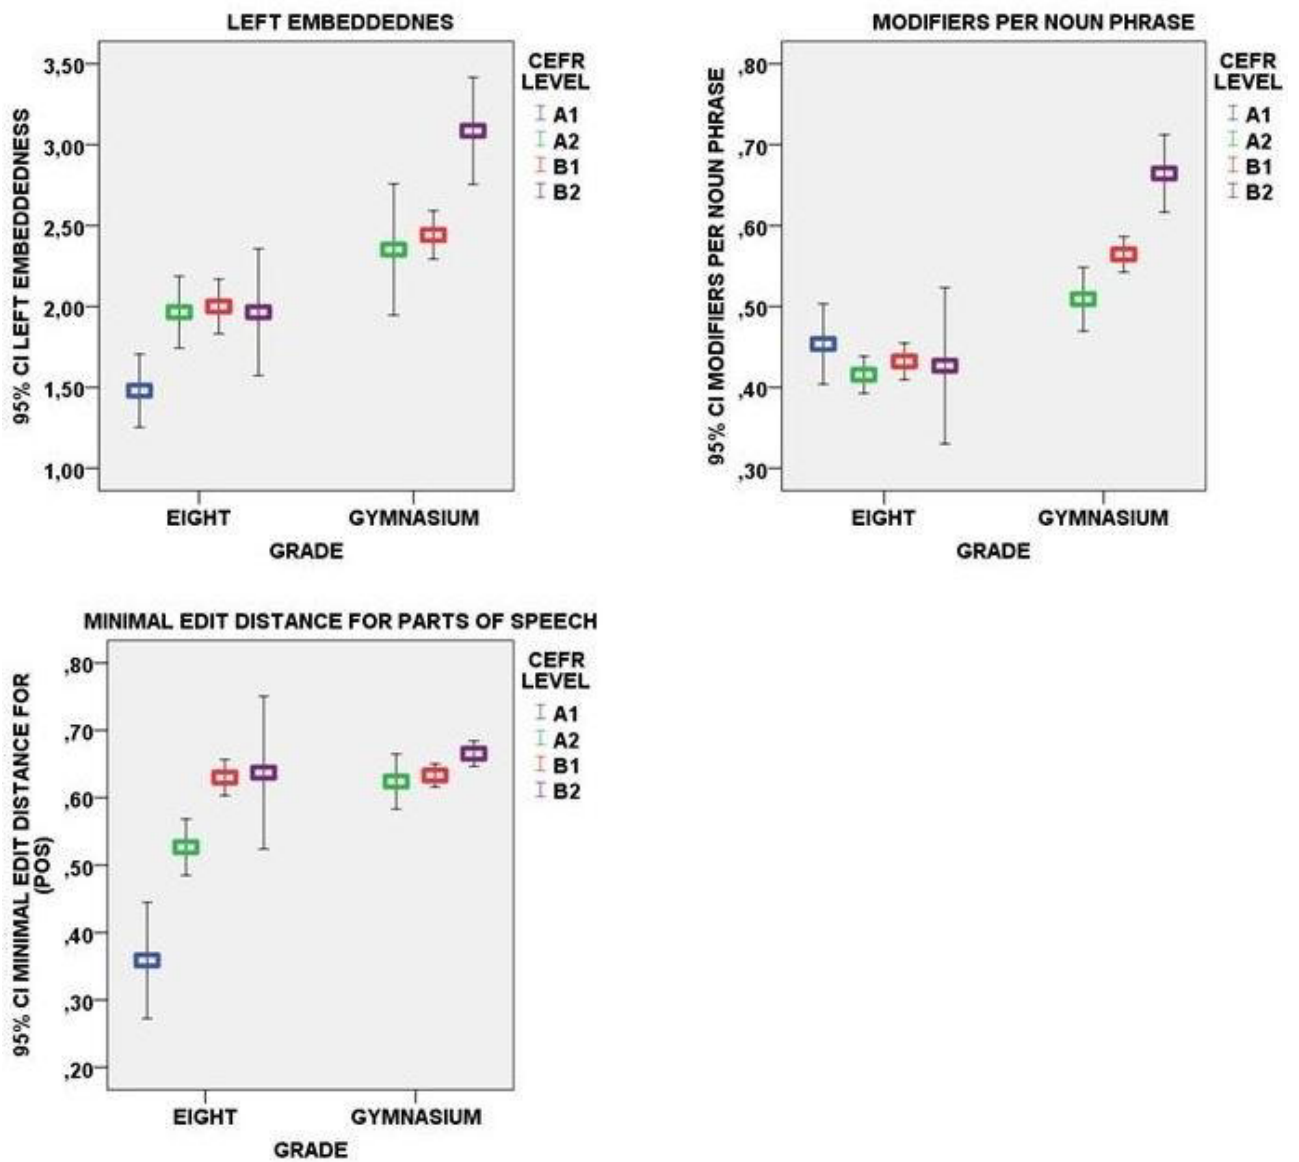 LEFT EMBEDDEDNES
95% CI LEFT EMBEDDEDNESS
3,50
3,00
2,50
2,00
1,50
1,00
EIGHT GYMNASIUM
GRADE
CEFR
LEVEL
A1
A2
B1
B2
MODIFIERS PER NOUN PHRASE
95% CI MODIFIERS PER NOUN PHRASE
,80
,70
,60
,50
,40
,30
EIGHT GYMNASIUM
GRADE
CEFR
LEVEL
A1
A2
B1
B2
MINIMAL EDIT DISTANCE FOR PARTS OF SPEECH
95% CI MINIMAL EDIT DISTANCE FOR
(POS)
,80
,70
,60
,50
,40
,30
,20
EIGHT GYMNASIUM
GRADE
CEFR
LEVEL
A1
A2
B1
B2